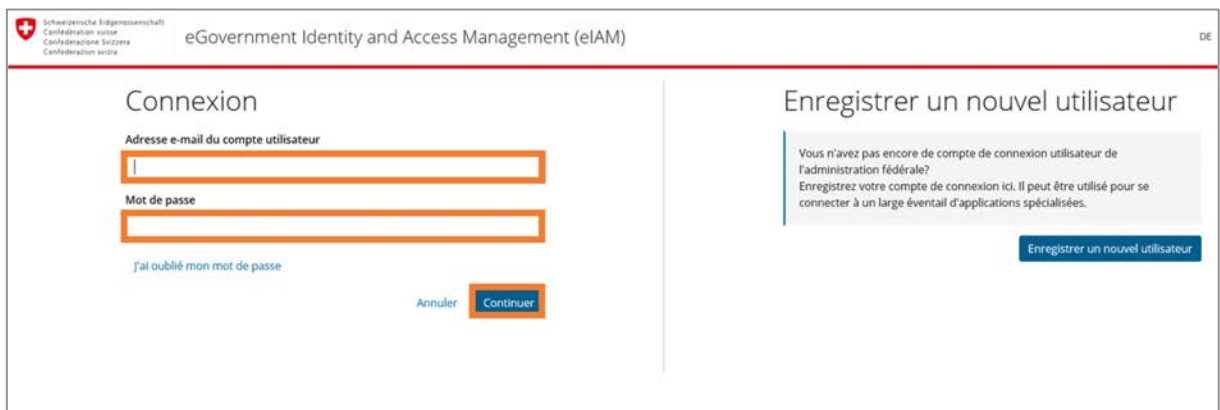 Schweizerische Eidgenossenschaft
Confédération suisse
Confederazione Svizzera
Confederaziun svizra
eGovernment Identity and Access Management (eIAM)
DE
Connexion
Adresse e-mail du compte utilisateur
Mot de passe
J'ai oublié mon mot de passe
Annuler
Continuer
Enregistrer un nouvel utilisateur
Vous n'avez pas encore de compte de connexion utilisateur de
l'administration fédérale?
Enregistrez votre compte de connexion ici. Il peut être utilisé pour se
connecter à un large éventail d'applications spécialisées.
Enregistrer un nouvel utilisateur